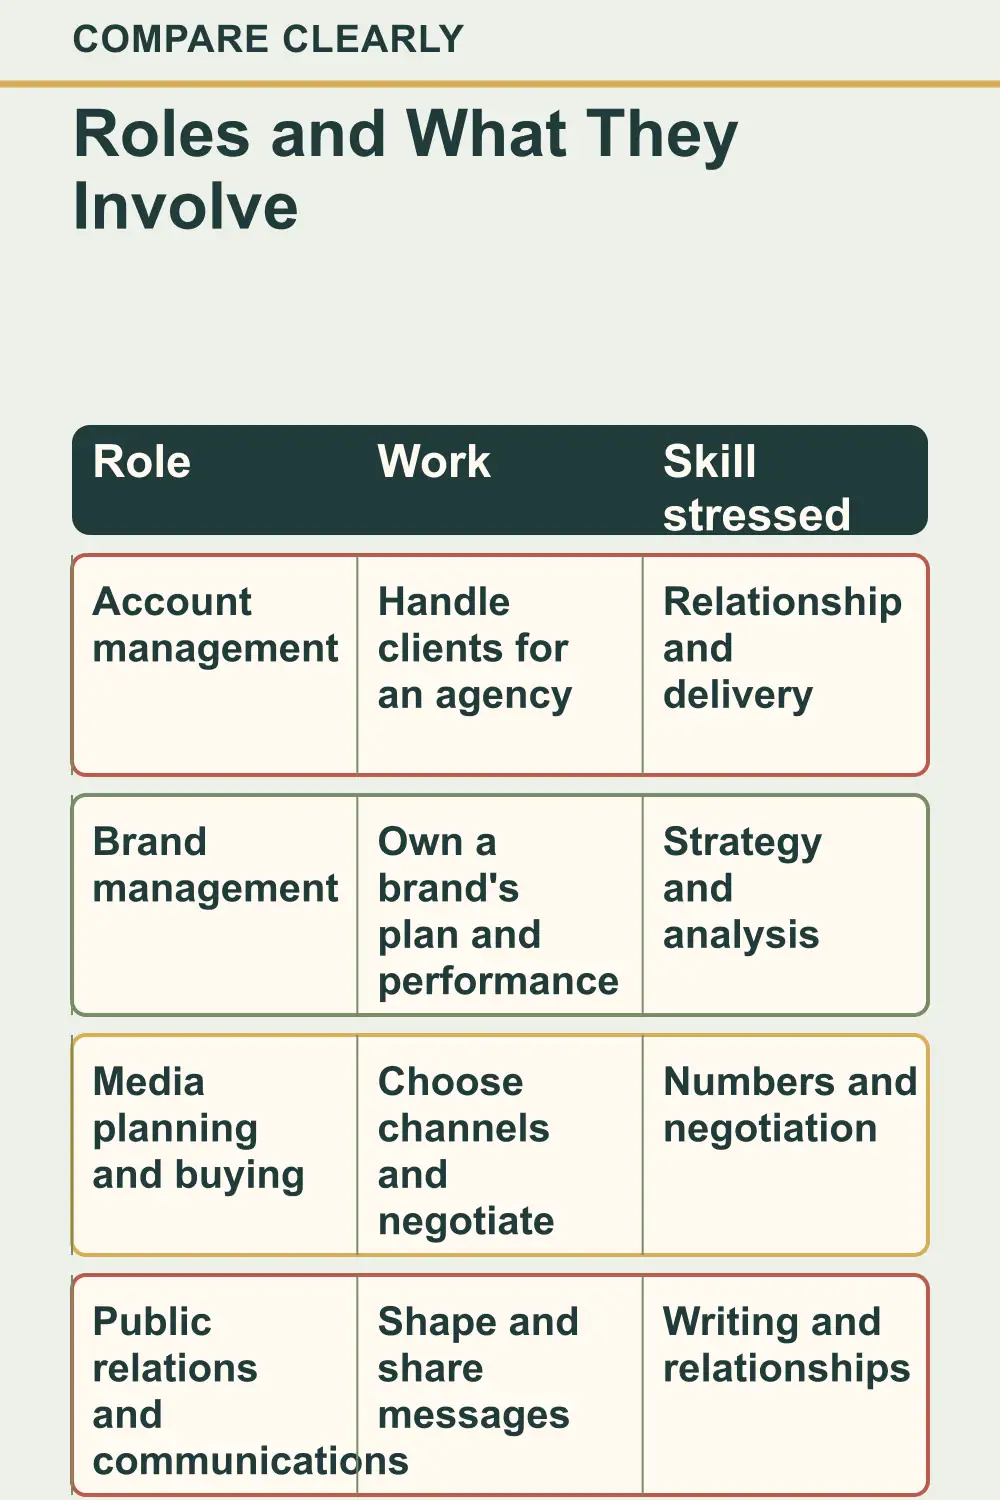 COMPARE CLEARLY
Roles and What They
Involve
Role
Work
Skill
stressed
Account
management
Handle
clients for
an agency
Relationship
and
delivery
Brand
management
Own a
brand's
plan and
performance
Strategy
and
analysis
Media
planning
and buying
Choose
channels
and
negotiate
Numbers and
negotiation
Public
relations
and
communications
Shape and
share
messages
Writing and
relationships